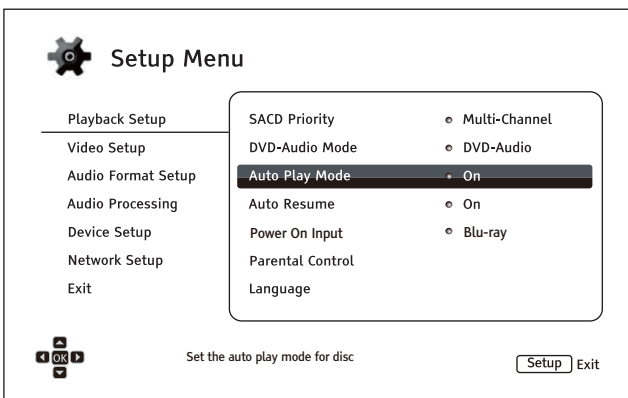 Setup Menu
Playback Setup
Video Setup
Audio Format Setup
Audio Processing
Device Setup
Network Setup
Exit
SACD Priority Multi-Channel
DVD-Audio Mode DVD-Audio
Auto Play Mode On
Auto Resume On
Power On Input Blu-ray
Parental Control
Language
OK
Set the auto play mode for disc
Setup Exit